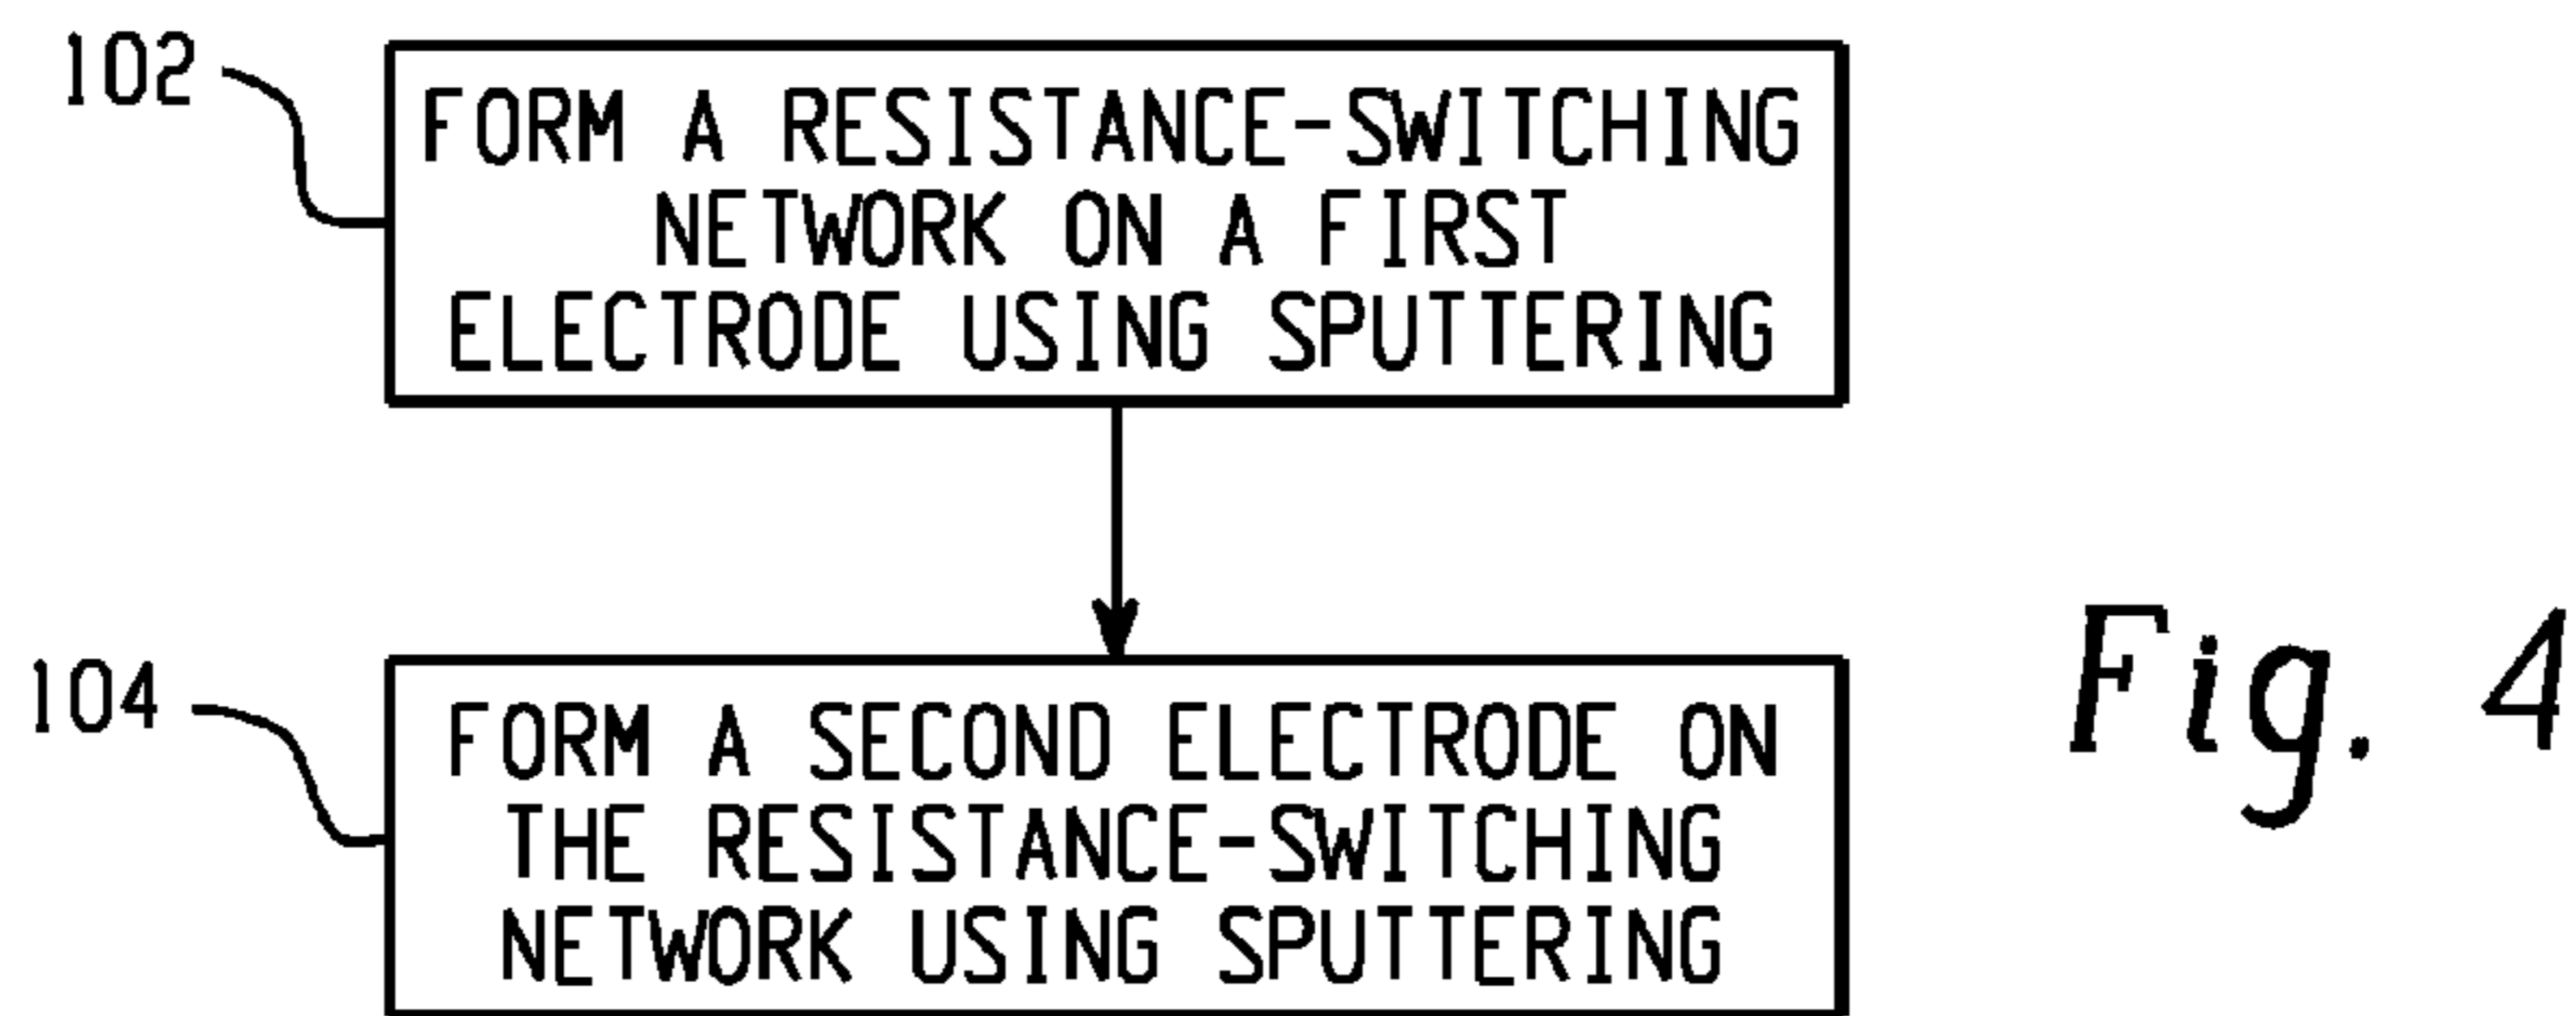 102
FORM A RESISTANCE-SWITCHING
NETWORK ON A FIRST
ELECTRODE USING SPUTTERING
104
FORM A SECOND ELECTRODE ON
THE RESISTANCE-SWITCHING
NETWORK USING SPUTTERING
Fig. 4